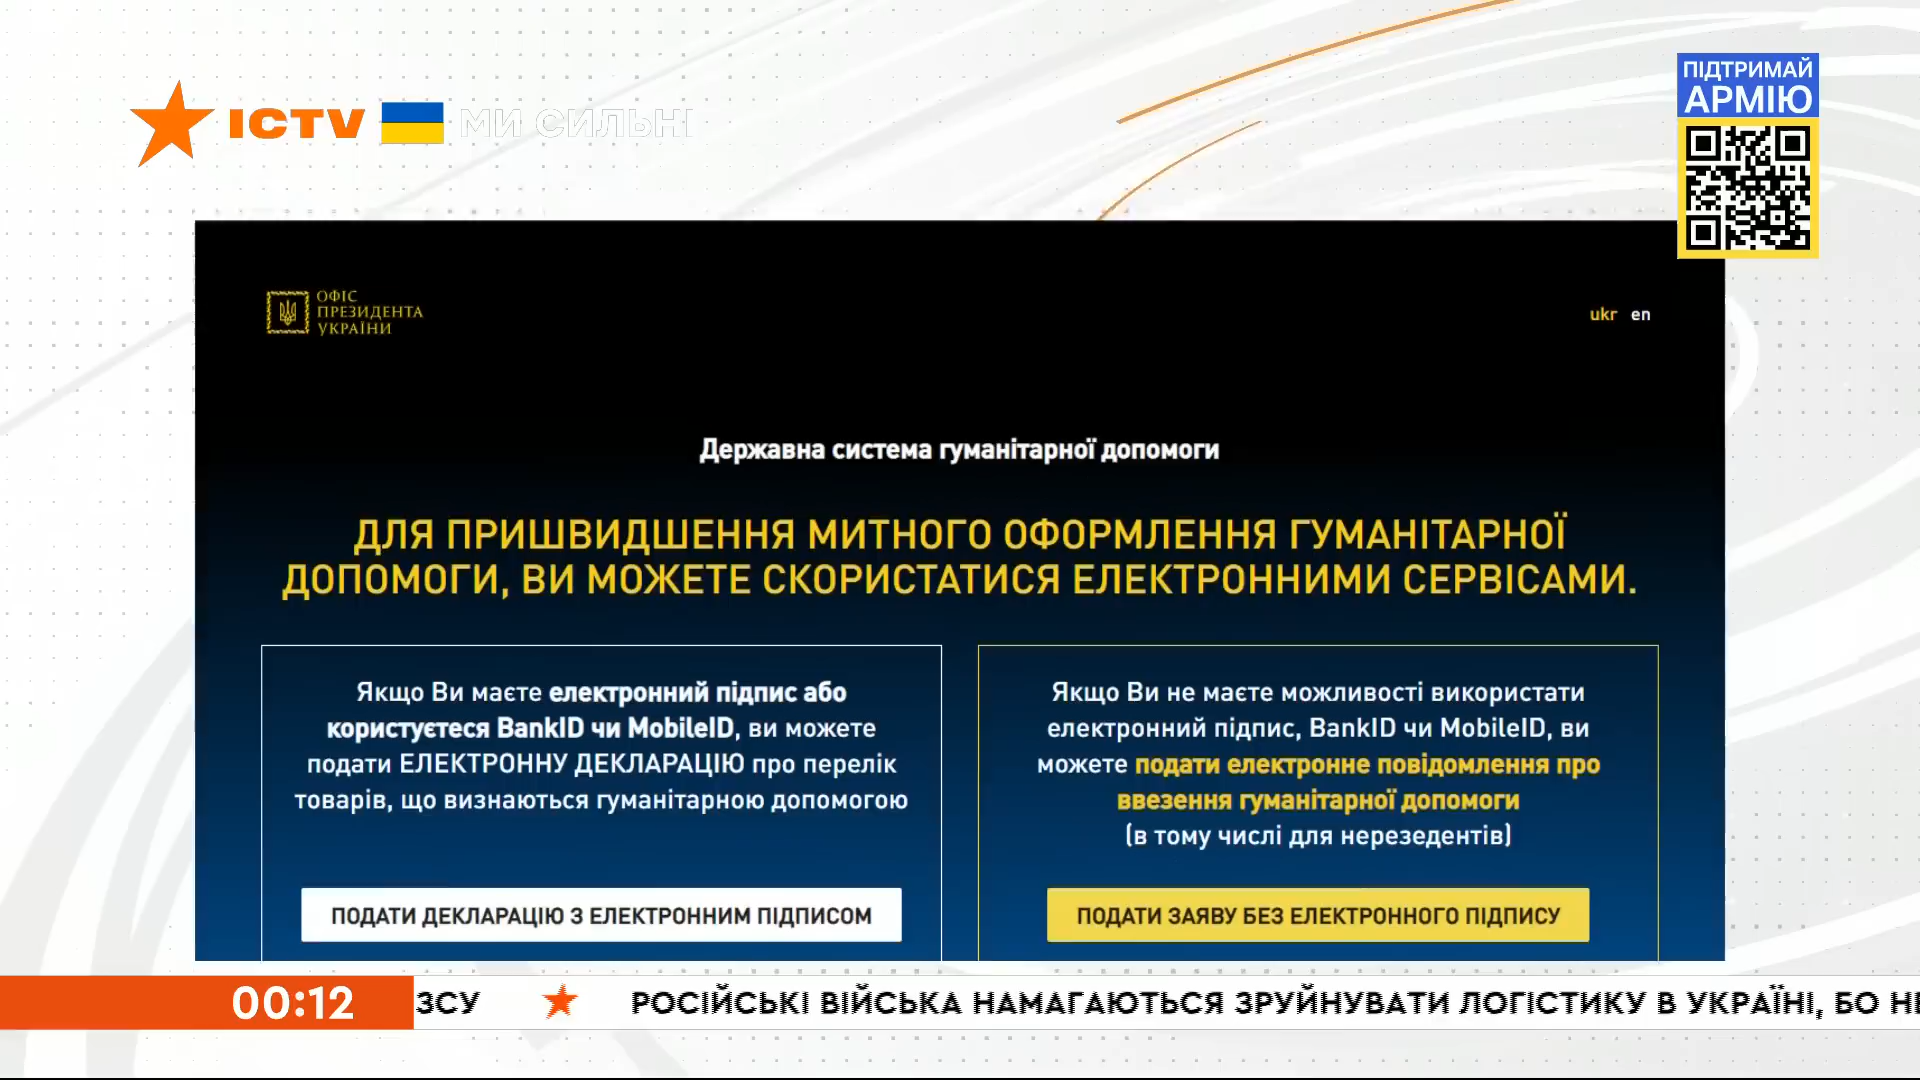 ПІДТРИМАЙ
АРМІЮ
ICTV МИ СИЛЬНІ
ОФІС
ПРЕЗИДЕНТА
УКРАЇНИ
ukr en
Державна система гуманітарної допомоги
ДЛЯ ПРИШВИДШЕННЯ МИТНОГО ОФОРМЛЕННЯ ГУМАНІТАРНОЇ
ДОПОМОГИ, ВИ МОЖЕТЕ СКОРИСТАТИСЯ ЕЛЕКТРОННИМИ СЕРВІСАМИ.
Якщо Ви маєте електронний підпис або
користуєтеся BankID чи MobileID, ви можете
подати ЕЛЕКТРОННУ ДЕКЛАРАЦІЮ про перелік
товарів, що визнаються гуманітарною допомогою
ПОДАТИ ДЕКЛАРАЦІЮ З ЕЛЕКТРОННИМ ПІДПИСОМ
Якщо Ви не маєте можливості використати
електронний підпис, BankID чи MobileID, ви
можете подати електронне повідомлення про
ввезення гуманітарної допомоги
(в тому числі для нерезедентів)
ПОДАТИ ЗАЯВУ БЕЗ ЕЛЕКТРОННОГО ПІДПИСУ
00:12 ЗСУ РОСІЙСЬКІ ВІЙСЬКА НАМАГАЮТЬСЯ ЗРУЙНУВАТИ ЛОГІСТИКУ В УКРАЇНІ, БО НЕ